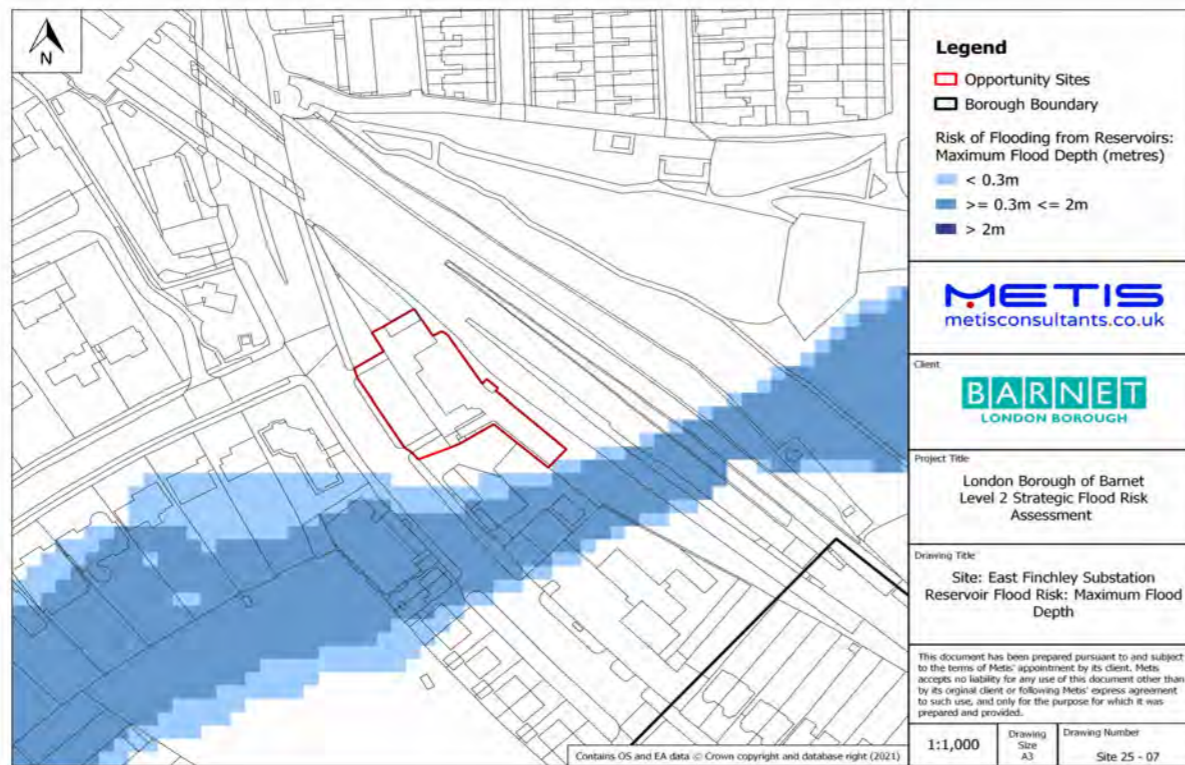 N
Legend
Opportunity Sites
Borough Boundary
Risk of Flooding from Reservoirs:
Maximum Flood Depth (metres)
< 0.3m
>= 0.3m <= 2m
> 2m
METIS
metisconsultants.co.uk
Client
BARNET
LONDON BOROUGH
Project Title
London Borough of Barnet
Level 2 Strategic Flood Risk
Assessment
Drawing Title
Site: East Finchley Substation
Reservoir Flood Risk: Maximum Flood
Depth
This document has been prepared pursuant to and subject
to the terms of Metis' appointment by its client. Metis
accepts no liability for any use of this document other than
by its orginal client or following Metis' express agreement
to such use, and only for the purpose for which it was
prepared and provided.
1:1,000
Drawing
Size
A3
Drawing Number
Site 25 - 07
Contains OS and EA data © Crown copyright and database right (2021)